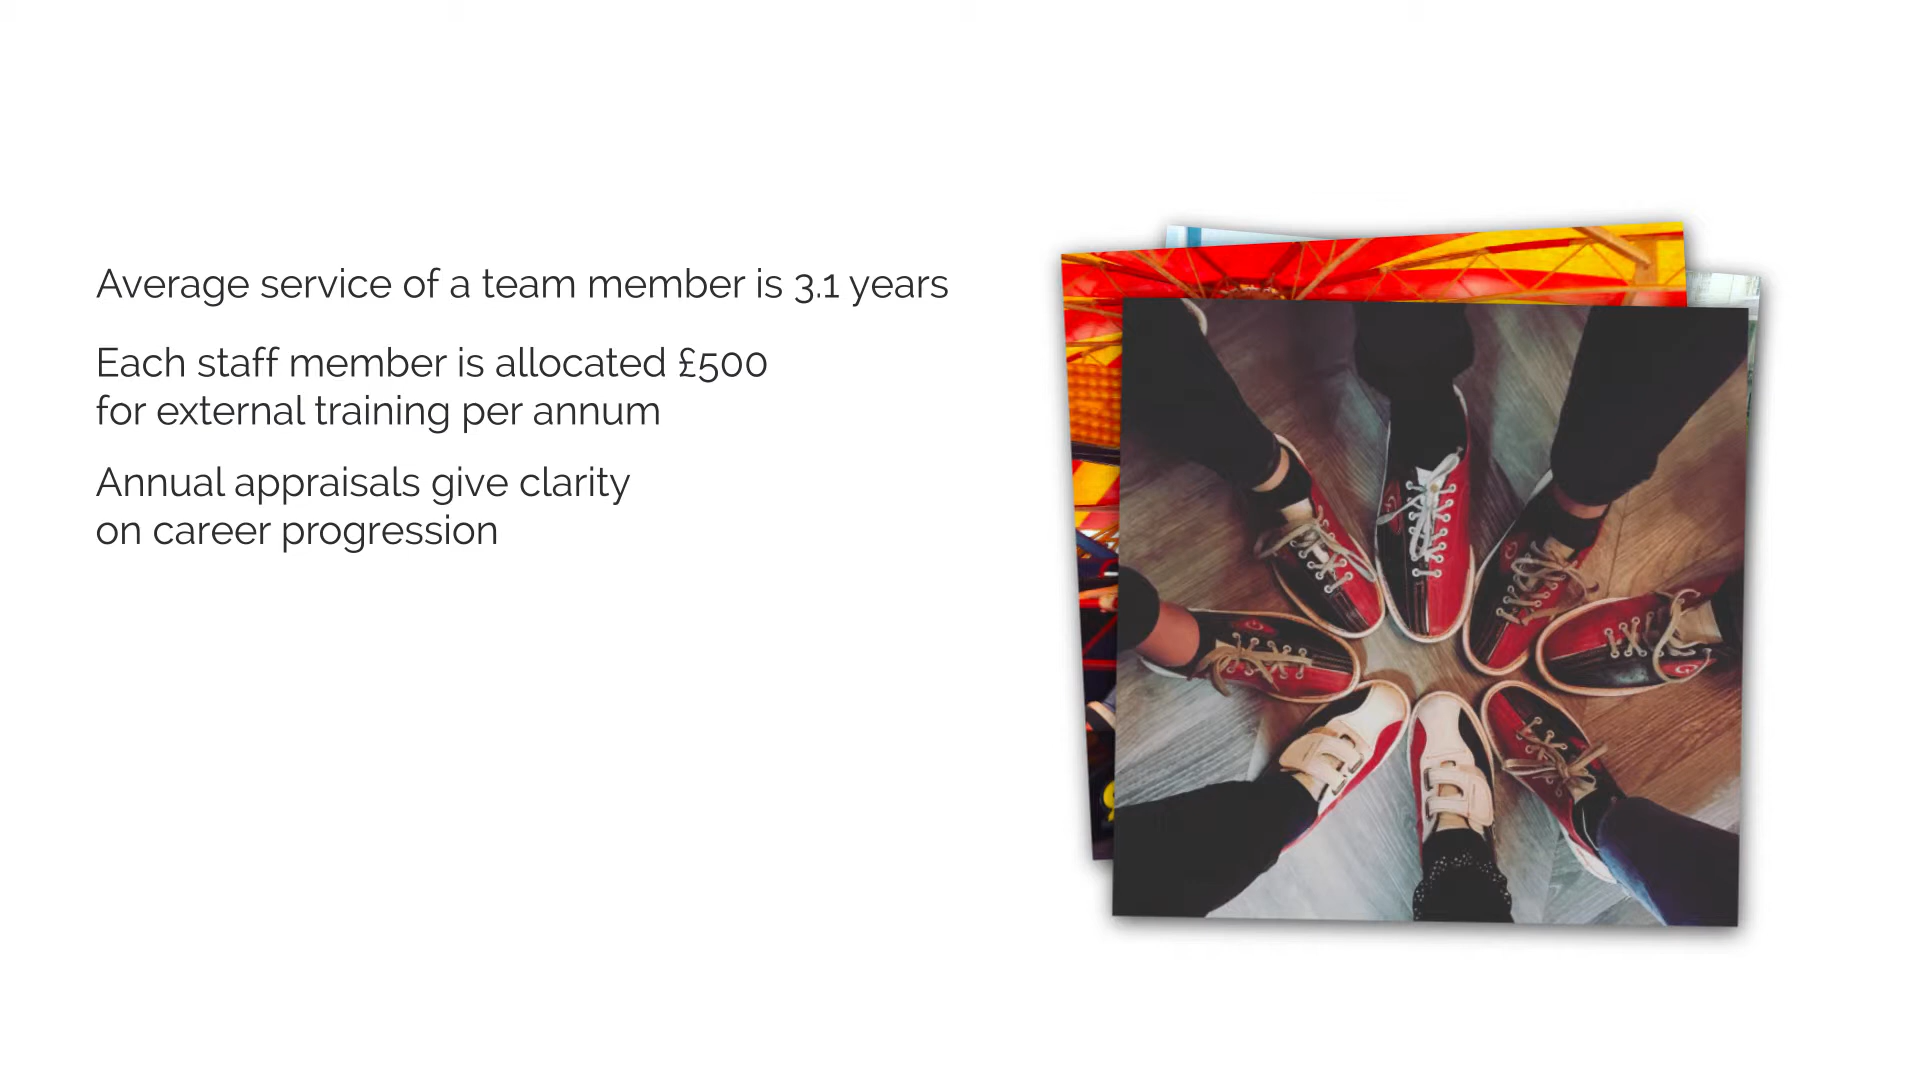 Average service of a team member is 3.1 years
Each staff member is allocated £500
for external training per annum
Annual appraisals give clarity
on career progression